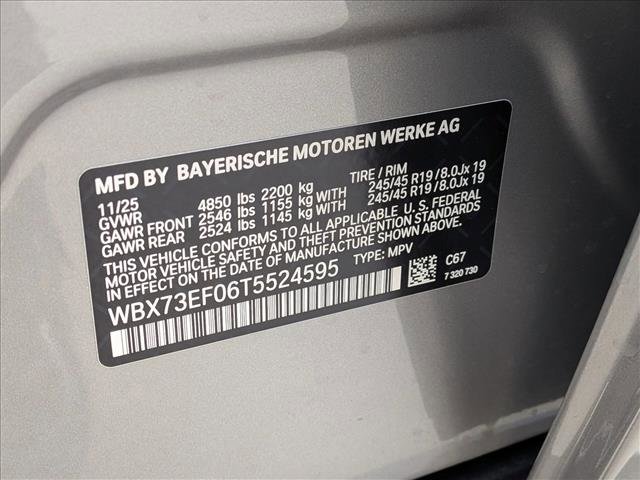 MFD BY BAYERISCHE MOTOREN WERKE AG
11/25 TIRE / RIM
GVWR 4850 lbs 2200 kg
GAWR FRONT 2546 lbs 1155 kg WITH 245/45 R19 / 8.0Jx 19
GAWR REAR 2524 lbs 1145 kg WITH 245/45 R19 / 8.0Jx 19
THIS VEHICLE CONFORMS TO ALL APPLICABLE U. S. FEDERAL
MOTOR VEHICLE SAFETY AND THEFT PREVENTION STANDARDS
IN EFFECT ON THE DATE OF MANUFACTURE SHOWN ABOVE.
WBX73EF06T5524595 TYPE: MPV
C67
7 320 730